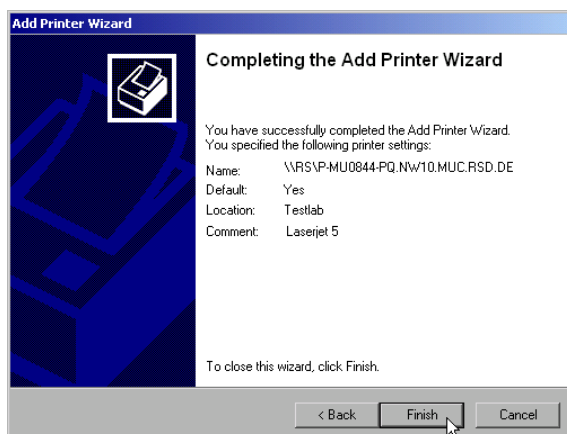 Add Printer Wizard
Completing the Add Printer Wizard
You have successfully completed the Add Printer Wizard.
You specified the following printer settings:
Name: \\RS\P-MU0844-PQ.NW10.MUC.RSD.DE
Default: Yes
Location: Testlab
Comment: Laserjet 5
To close this wizard, click Finish.
< Back Finish Cancel